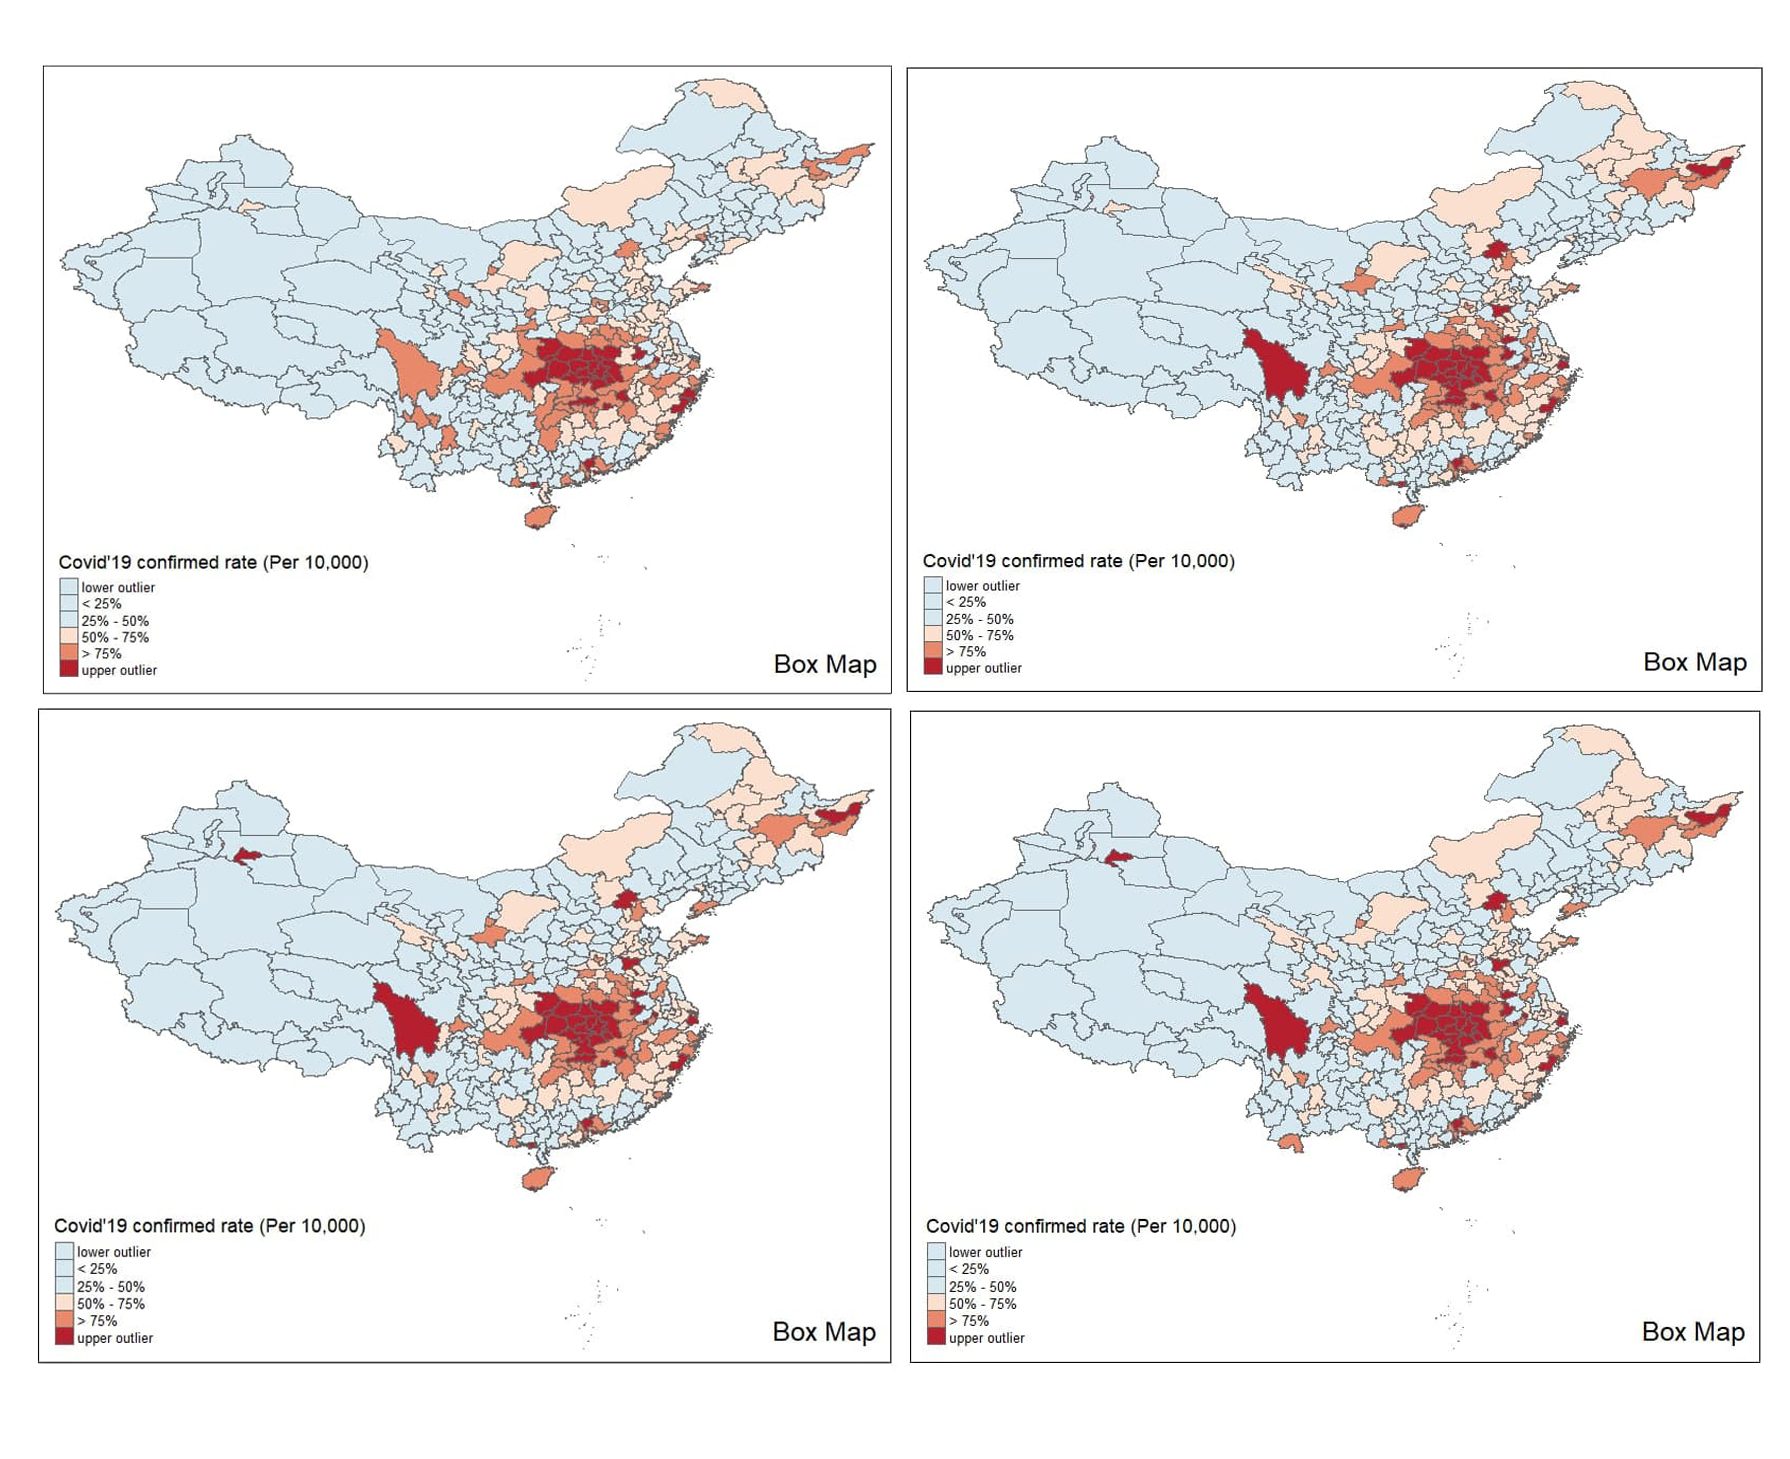 Covid'19 confirmed rate (Per 10,000)
lower outlier
< 25%
25% - 50%
50% - 75%
> 75%
upper outlier
Box Map
Covid'19 confirmed rate (Per 10,000)
lower outlier
< 25%
25% - 50%
50% - 75%
> 75%
upper outlier
Box Map
Covid'19 confirmed rate (Per 10,000)
lower outlier
< 25%
25% - 50%
50% - 75%
> 75%
upper outlier
Box Map
Covid'19 confirmed rate (Per 10,000)
lower outlier
< 25%
25% - 50%
50% - 75%
> 75%
upper outlier
Box Map